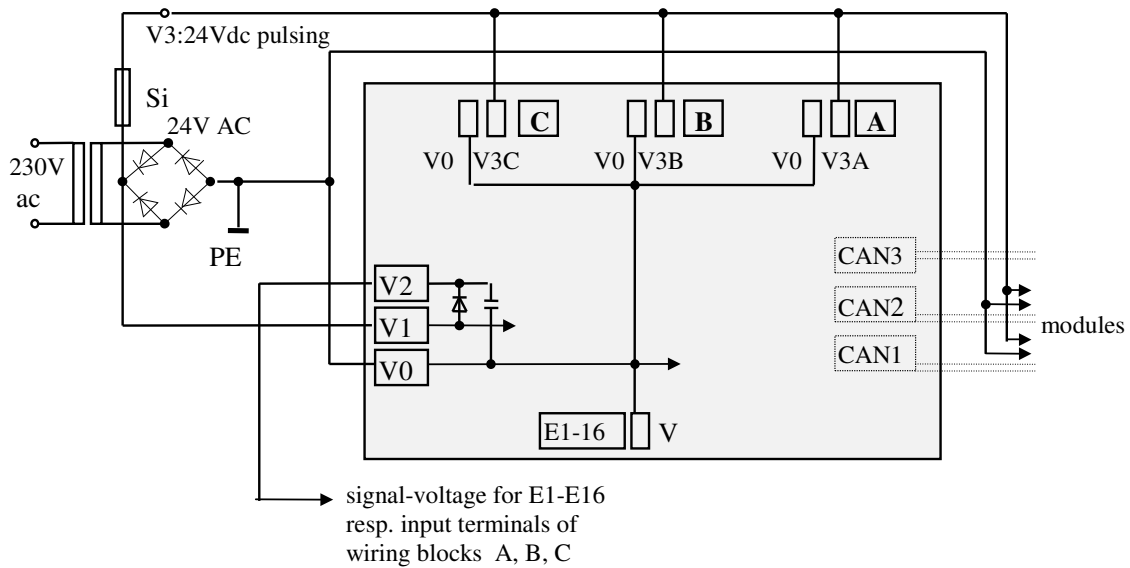 V3:24Vdc pulsing
Si
24V AC
230V
ac
PE
C
B
A
V0 V3C V0 V3B V0 V3A
CAN3
CAN2
CAN1
modules
V2
V1
V0
E1-16 V
signal-voltage for E1-E16
resp. input terminals of
wiring blocks A, B, C